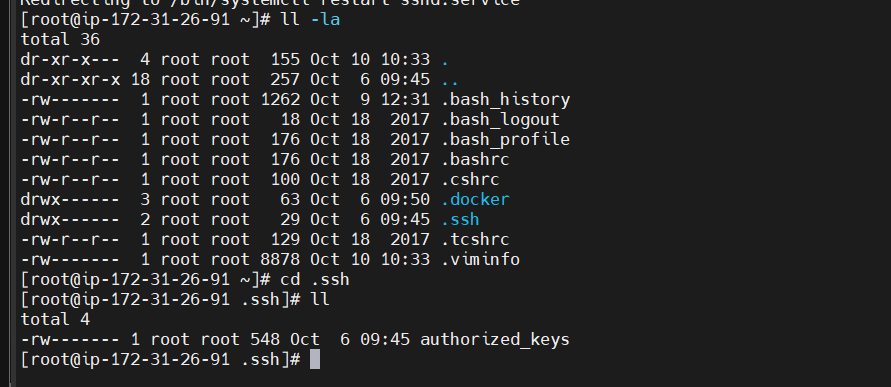 Redirecting to /bin/systemctl restart sshd.service
[root@ip-172-31-26-91 ~]# ll -la
total 36
dr-xr-x---  4 root root  155 Oct 10 10:33 .
dr-xr-xr-x 18 root root  257 Oct  6 09:45 ..
-rw-------  1 root root 1262 Oct  9 12:31 .bash_history
-rw-r--r--  1 root root   18 Oct 18  2017 .bash_logout
-rw-r--r--  1 root root  176 Oct 18  2017 .bash_profile
-rw-r--r--  1 root root  176 Oct 18  2017 .bashrc
-rw-r--r--  1 root root  100 Oct 18  2017 .cshrc
drwx------  3 root root   63 Oct  6 09:50 .docker
drwx------  2 root root   29 Oct  6 09:45 .ssh
-rw-r--r--  1 root root  129 Oct 18  2017 .tcshrc
-rw-------  1 root root 8878 Oct 10 10:33 .viminfo
[root@ip-172-31-26-91 ~]# cd .ssh
[root@ip-172-31-26-91 .ssh]# ll
total 4
-rw------- 1 root root 548 Oct  6 09:45 authorized_keys
[root@ip-172-31-26-91 .ssh]#